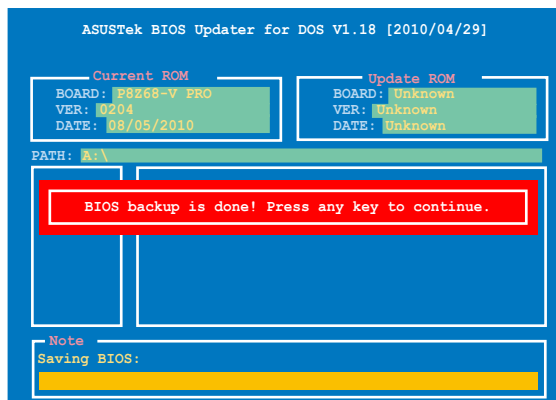 ASUSTek BIOS Updater for DOS V1.18 [2010/04/29]
Current ROM
BOARD: P8Z68-V PRO
VER: 0204
DATE: 08/05/2010
Update ROM
BOARD: Unknown
VER: Unknown
DATE: Unknown
PATH: A:\
BIOS backup is done! Press any key to continue.
Note
Saving BIOS: